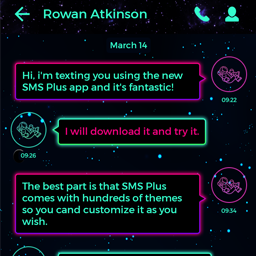 Rowan Atkinson
March 14
Hi, i'm texting you using the new
SMS Plus app and it's fantastic!
09:22
I will download it and try it.
09:26
The best part is that SMS Plus
comes with hundreds of themes
so you cand customize it as you
wish.
09:34